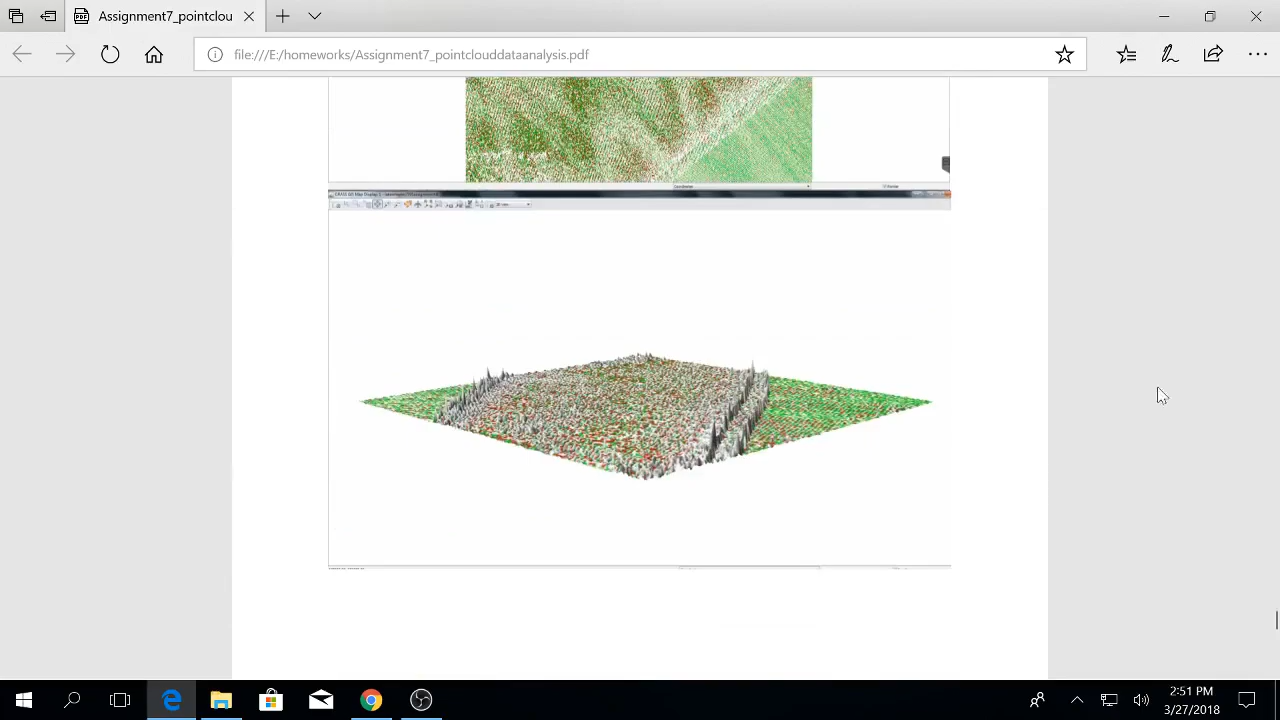 Assignment7_pointclou
file:///E:/homeworks/Assignment7_pointclouddataanalysis.pdf
2:51 PM
3/27/2018